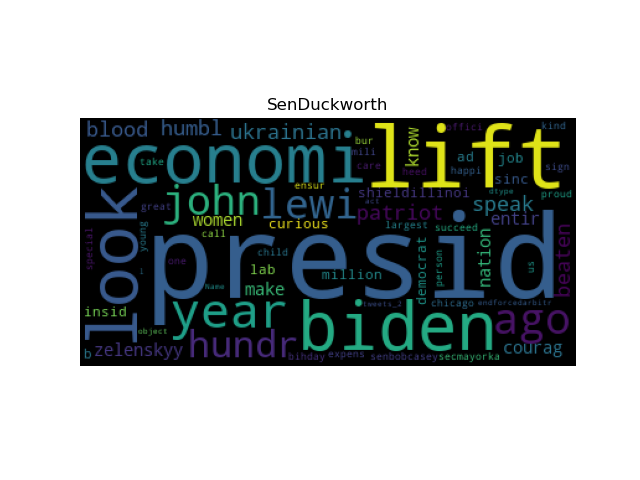 SenDuckworth
presid
lift
economi
look
biden
year
john
lewi
hundr
ago
blood
humbl
ukrainian
know
ad
job
offici
kind
sign
sinc
happi
dtype
proud
bur
mili
care
heed
take
ensur
act
great
women
curious
call
patriot
shieldillinoi
speak
entir
largest
succeed
special
young
one
i
child
lab
make
million
Name
tweets_2
democrat
person
nation
us
beaten
chicago
endforcedarbitr
insid
object
b
zelenskyy
bihday
expens
senbobcasey
secmayorka
courag